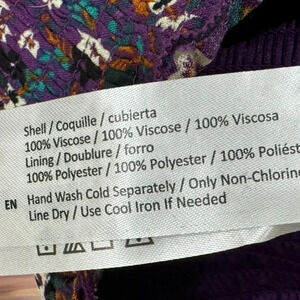 Shell / Coquille / cubierta
100% Viscose / 100% Viscose / 100% Viscosa
Lining / Doublure / forro
100% Polyester / 100% Polyester / 100% Poliést
EN Hand Wash Cold Separately / Only Non-Chlorine
Line Dry / Use Cool Iron If Needed